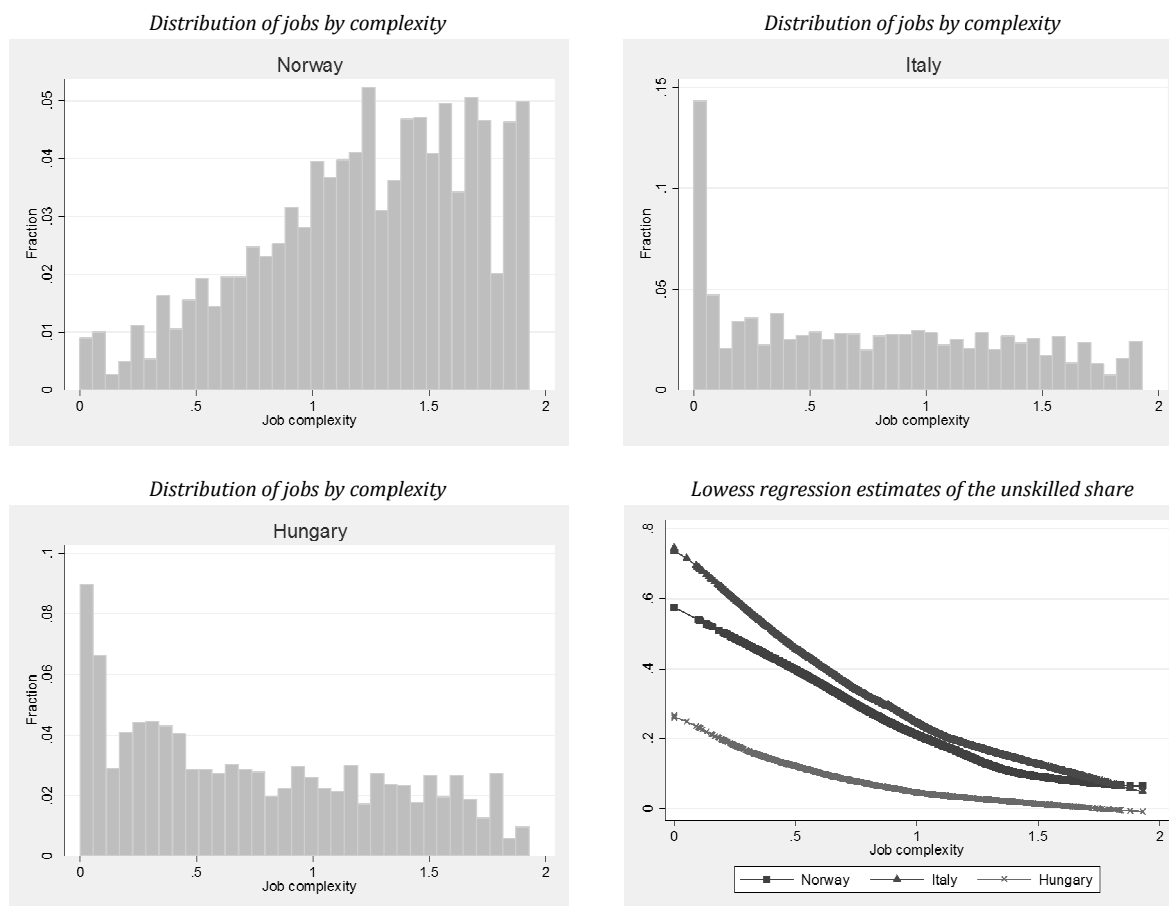 Distribution of jobs by complexity
Norway
Fraction
.05
.04
.03
.02
.01
0
0 .5 1 1.5 2
Job complexity
Distribution of jobs by complexity
Italy
Fraction
.15
.1
.05
0
0 .5 1 1.5 2
Job complexity
Distribution of jobs by complexity
Hungary
Fraction
.1
.08
.06
.04
.02
0
0 .5 1 1.5 2
Job complexity
Lowess regression estimates of the unskilled share
.8
.6
.4
.2
0
0 .5 1 1.5 2
Job complexity
Norway Italy Hungary